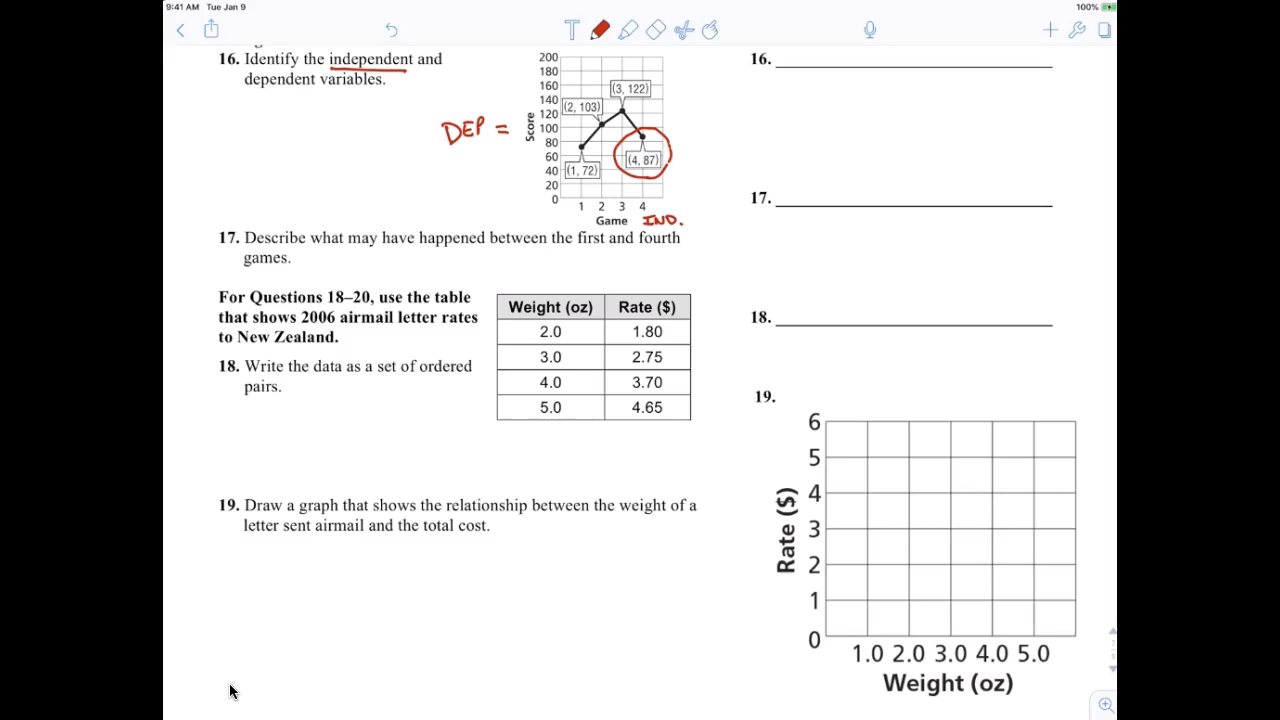 9:41 AM Tue Jan 9
100%
16. Identify the independent and
dependent variables.
DEP =
Score
200
180
160
140
120
100
80
60
40
20
0
(3, 122)
(2, 103)
(1, 72)
(4, 87)
1 2 3 4
Game IND.
16.
17. Describe what may have happened between the first and fourth
games.
17.
For Questions 18–20, use the table
that shows 2006 airmail letter rates
to New Zealand.
18. Write the data as a set of ordered
pairs.
Weight (oz) Rate ($)
2.0 1.80
3.0 2.75
4.0 3.70
5.0 4.65
18.
19. Draw a graph that shows the relationship between the weight of a
letter sent airmail and the total cost.
19.
Rate ($)
6
5
4
3
2
1
0
1.0 2.0 3.0 4.0 5.0
Weight (oz)